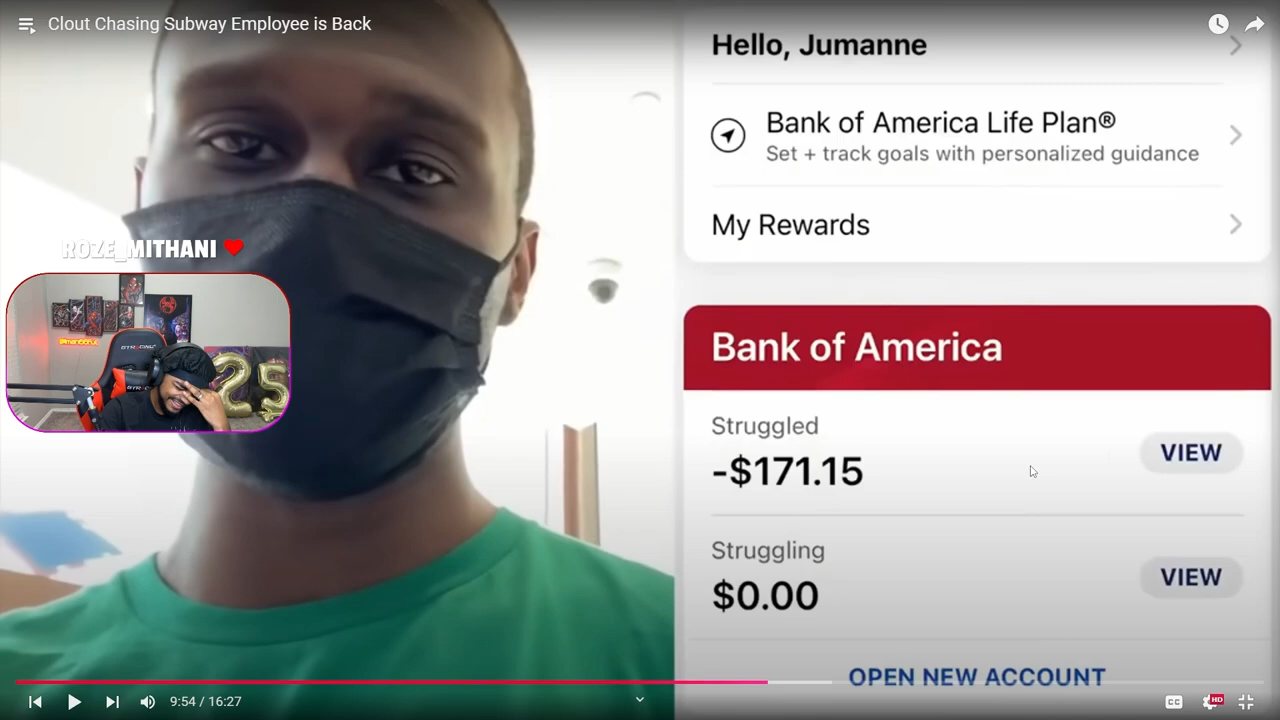 Clout Chasing Subway Employee is Back
Hello, Jumanne
Bank of America Life Plan®
Set + track goals with personalized guidance
My Rewards
ROZE_MITHANI
25
Bank of America
Struggled
-$171.15
VIEW
Struggling
$0.00
VIEW
OPEN NEW ACCOUNT
9:54 / 16:27
CC
HD